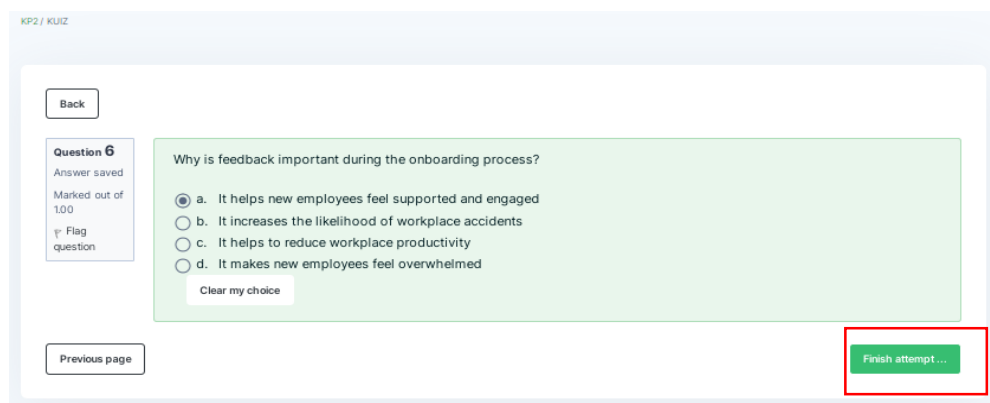 KP2 / KUIZ
Back
Question 6
Answer saved
Marked out of
1.00
Flag
question
Why is feedback important during the onboarding process?
a. It helps new employees feel supported and engaged
b. It increases the likelihood of workplace accidents
c. It helps to reduce workplace productivity
d. It makes new employees feel overwhelmed
Clear my choice
Previous page
Finish attempt ...